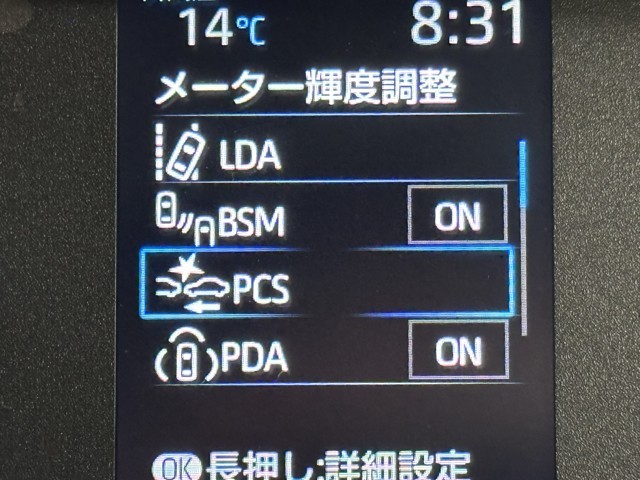 14℃ 8:31
メーター輝度調整
LDA
BSM ON
PCS
PDA ON
OK長押し:詳細設定